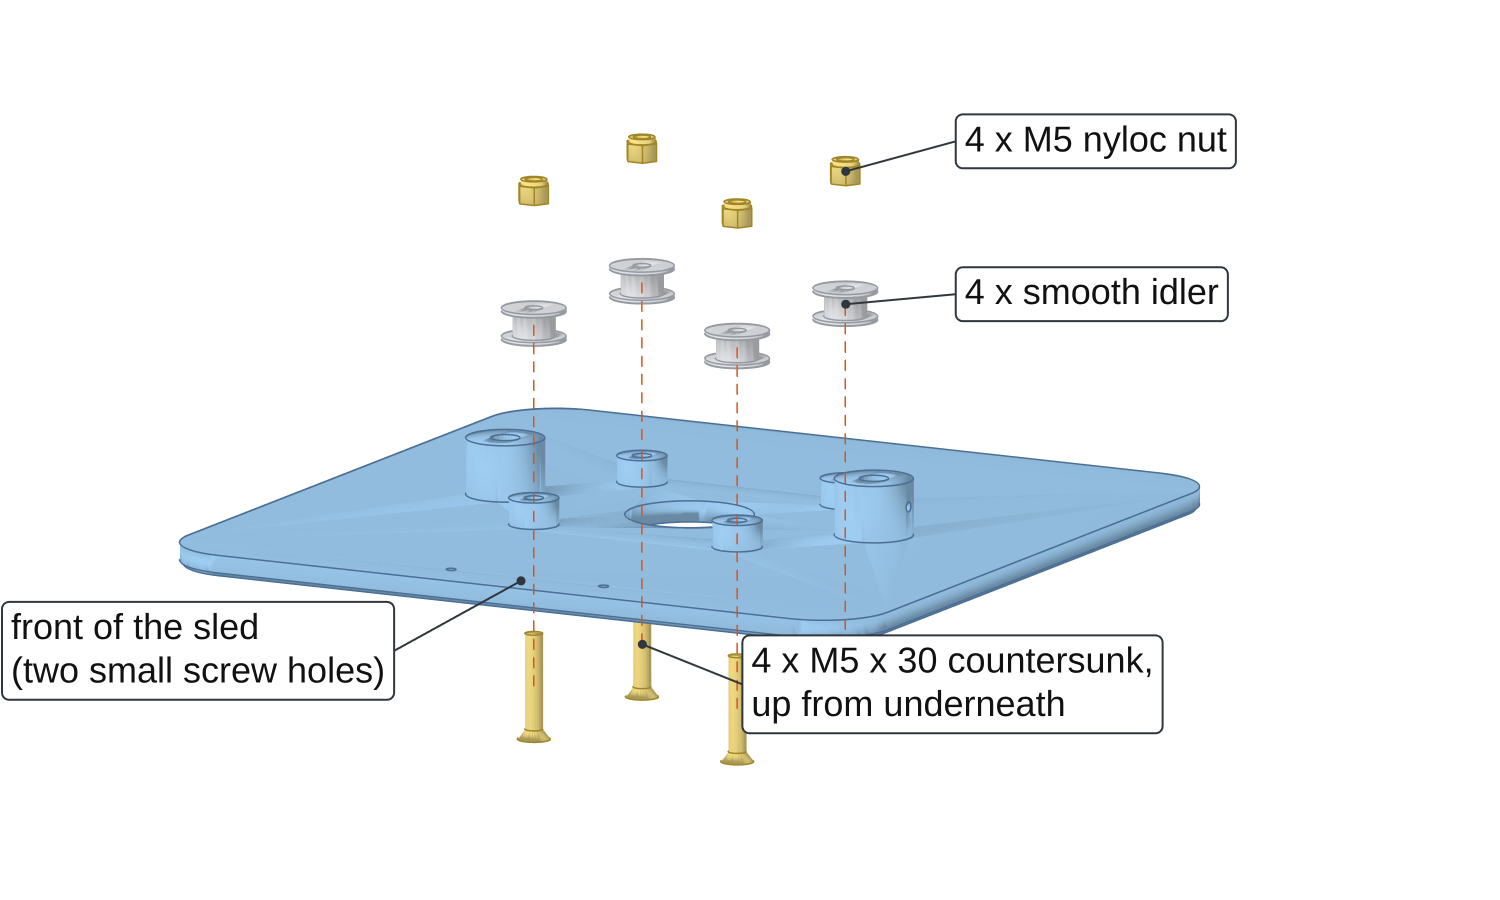 4 x M5 nyloc nut
4 x smooth idler
front of the sled
(two small screw holes)
4 x M5 x 30 countersunk,
up from underneath